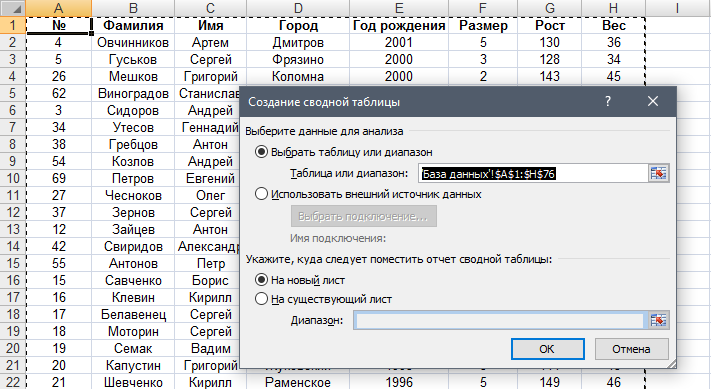 A B C D E F G H I
1 № Фамилия Имя Город Год рождения Размер Рост Вес
2 4 Овчинников Артем Дмитров 2001 5 130 36
3 5 Гуськов Сергей Фрязино 2000 3 128 34
4 26 Мешков Григорий Коломна 2000 2 143 45
5 62 Виноградов Станислав
6 3 Сидоров Андрей
7 34 Утесов Геннадий
8 38 Гребцов Антон
9 54 Козлов Андрей
10 69 Петров Евгений
11 27 Чесноков Олег
12 37 Зернов Сергей
13 12 Зайцев Антон
14 42 Свиридов Александр
15 55 Антонов Петр
16 15 Савченко Борис
17 16 Клевин Кирилл
18 17 Белавенец Сергей
19 18 Моторин Сергей
20 19 Семак Вадим
21 20 Капустин Григорий
22 21 Шевченко Кирилл Раменское 1996 5 149 46
Создание сводной таблицы
Выберите данные для анализа
Выбрать таблицу или диапазон
Таблица или диапазон: 'База данных'!$A$1:$H$76
Использовать внешний источник данных
Выбрать подключение...
Имя подключения:
Укажите, куда следует поместить отчет сводной таблицы:
На новый лист
На существующий лист
Диапазон:
ОК Отмена